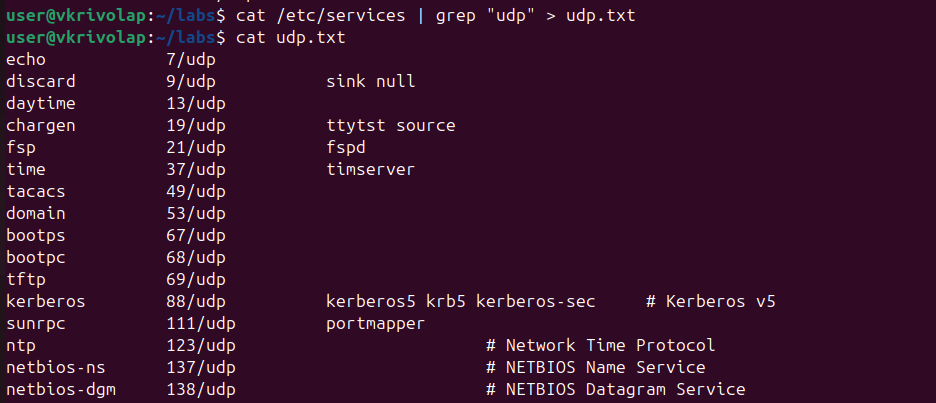 user@vkrivolap:~/labs$ cat /etc/services | grep "udp" > udp.txt
user@vkrivolap:~/labs$ cat udp.txt
echo 7/udp
discard 9/udp sink null
daytime 13/udp
chargen 19/udp ttytst source
fsp 21/udp fspd
time 37/udp timserver
tacacs 49/udp
domain 53/udp
bootps 67/udp
bootpc 68/udp
tftp 69/udp
kerberos 88/udp kerberos5 krb5 kerberos-sec # Kerberos v5
sunrpc 111/udp portmapper
ntp 123/udp # Network Time Protocol
netbios-ns 137/udp # NETBIOS Name Service
netbios-dgm 138/udp # NETBIOS Datagram Service